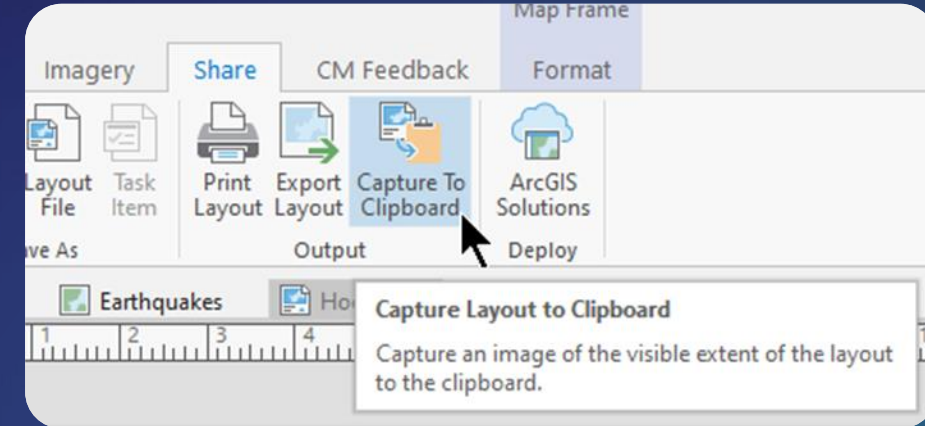 Map Frame
Imagery Share CM Feedback Format
Layout Task Print Export Capture To ArcGIS
File Item Layout Layout Clipboard Solutions
As Output Deploy
Earthquakes
1 2 3 4
Capture Layout to Clipboard
Capture an image of the visible extent of the layout
to the clipboard.